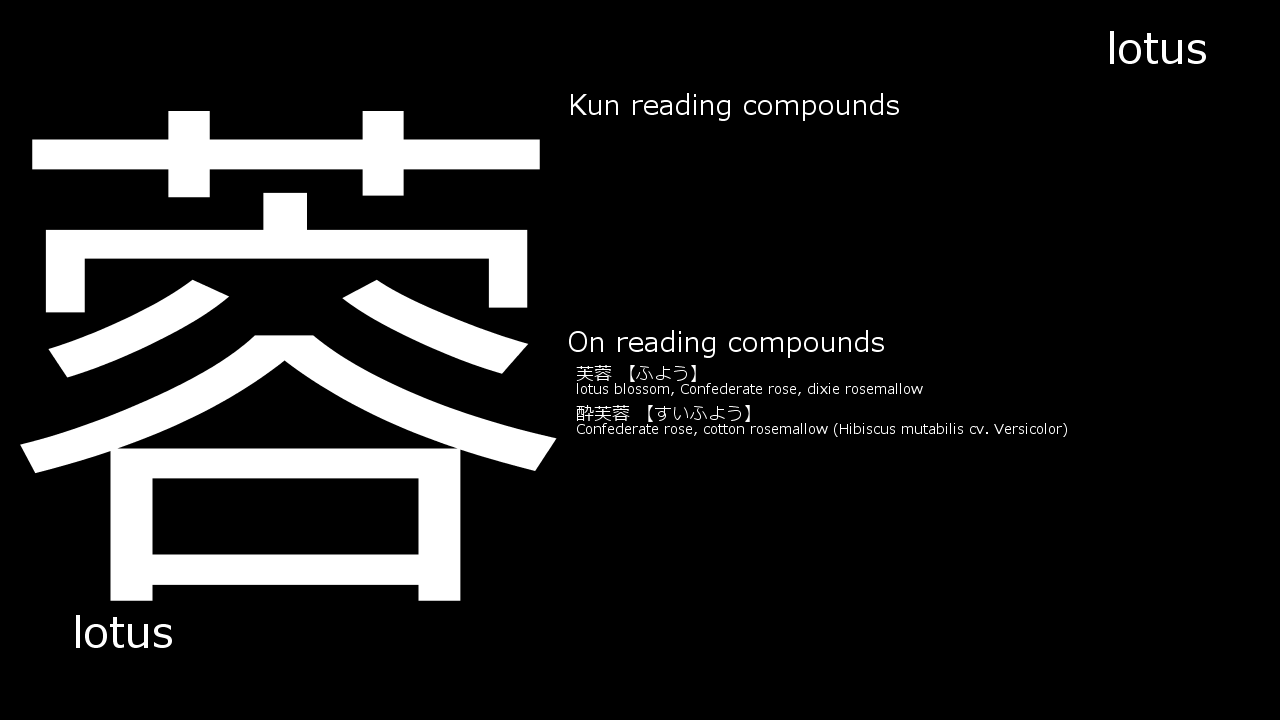 lotus
蓉
Kun reading compounds
On reading compounds
芙蓉 【ふよう】
lotus blossom, Confederate rose, dixie rosemallow
酔芙蓉 【すいふよう】
Confederate rose, cotton rosemallow (Hibiscus mutabilis cv. Versicolor)
lotus